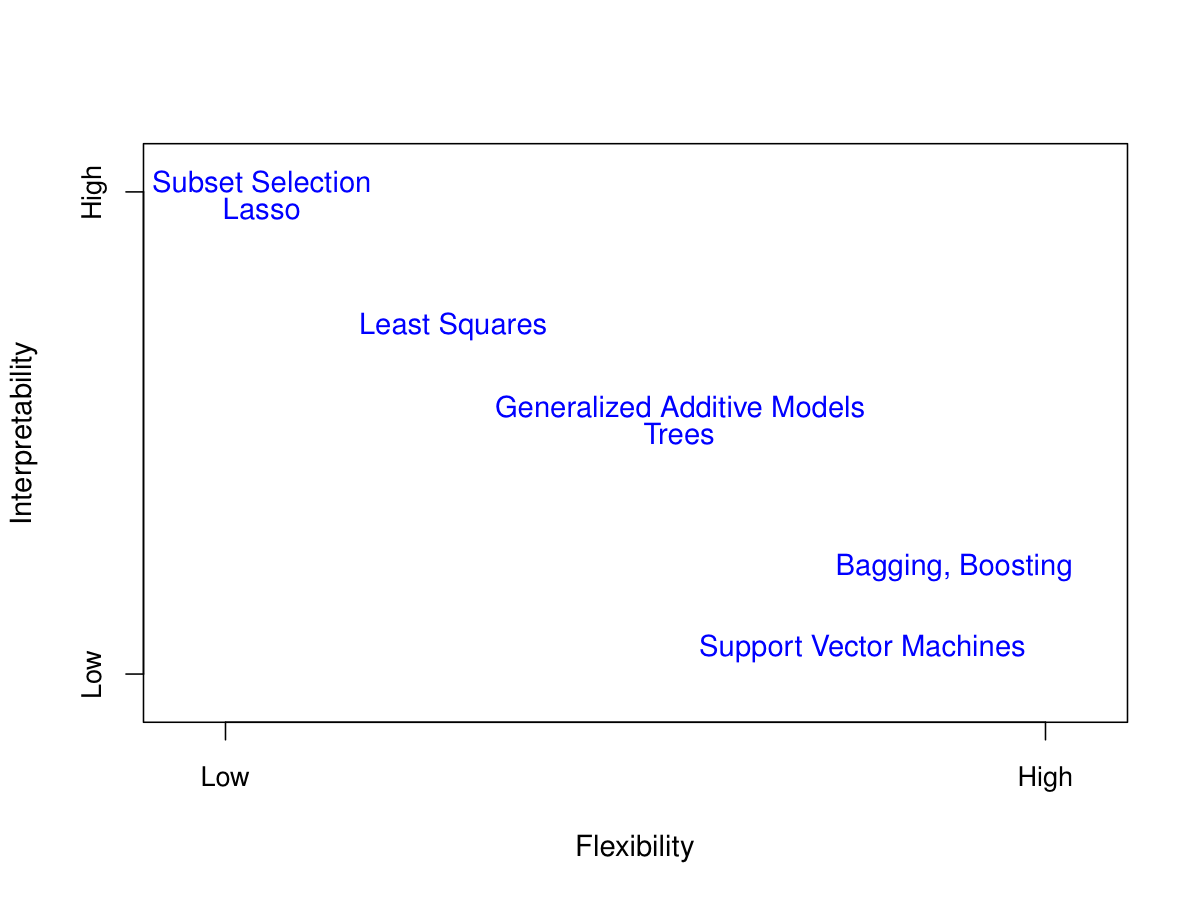 High
Subset Selection
Lasso
Least Squares
Interpretability
Generalized Additive Models
Trees
Bagging, Boosting
Support Vector Machines
Low
Low
High
Flexibility